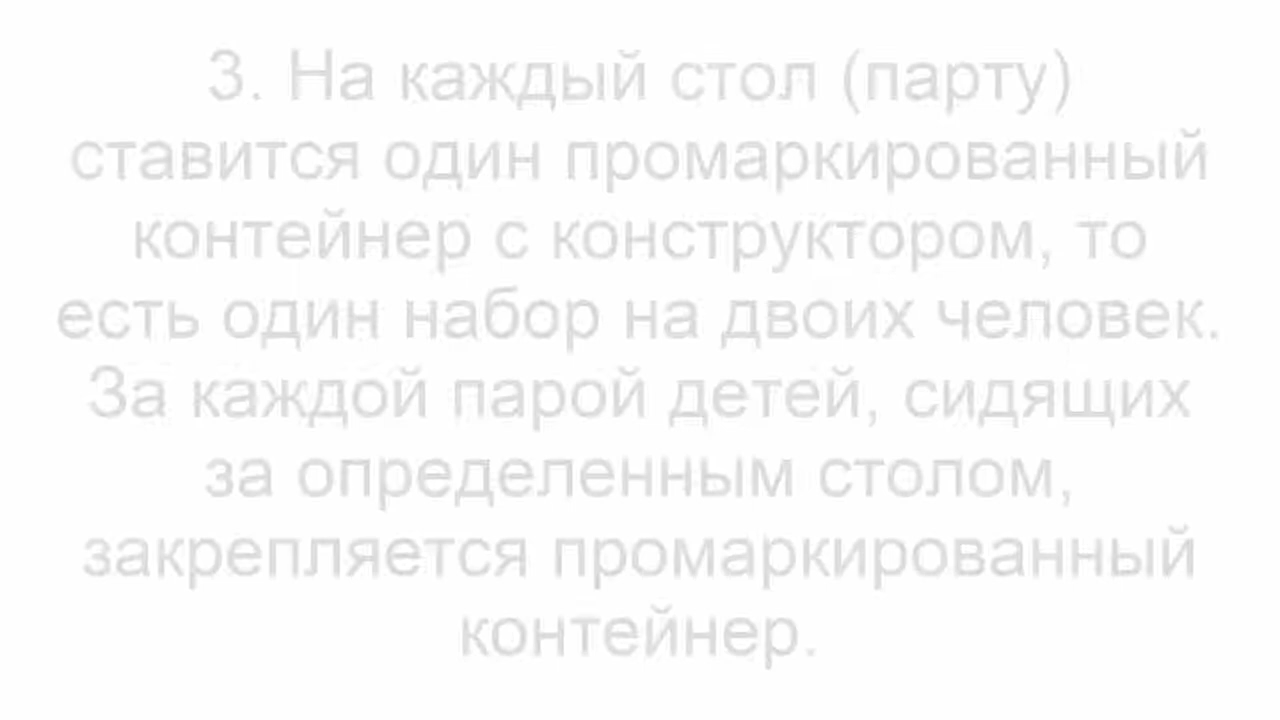 3. На каждый стол (парту)
ставится один промаркированный
контейнер с конструктором, то
есть один набор на двоих человек.
За каждой парой детей, сидящих
за определенным столом,
закрепляется промаркированный
контейнер.